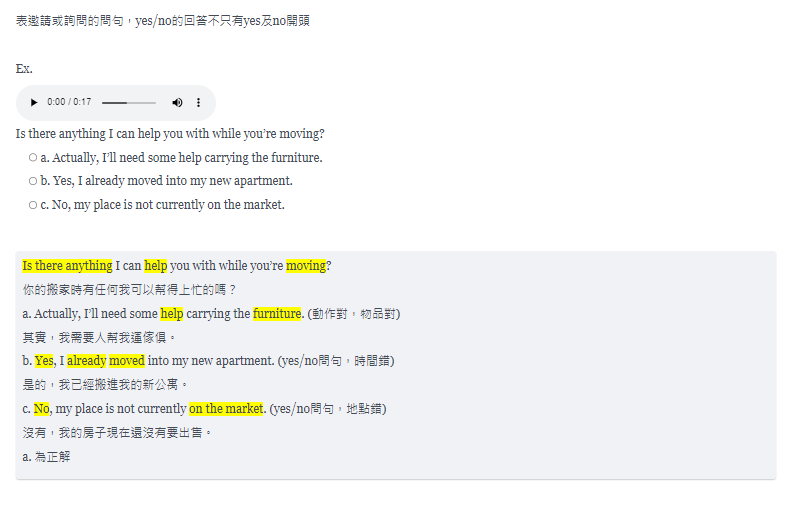 表邀請或詢問的問句，yes/no的回答不只有yes及no開頭
Ex.
0:00 / 0:17
Is there anything I can help you with while you’re moving?
a. Actually, I’ll need some help carrying the furniture.
b. Yes, I already moved into my new apartment.
c. No, my place is not currently on the market.
Is there anything I can help you with while you’re moving?
你的搬家時有任何我可以幫得上忙的嗎？
a. Actually, I’ll need some help carrying the furniture. (動作對，物品對)
其實，我需要人幫我運傢俱。
b. Yes, I already moved into my new apartment. (yes/no問句，時間錯)
是的，我已經搬進我的新公寓。
c. No, my place is not currently on the market. (yes/no問句，地點錯)
沒有，我的房子現在還沒有要出售。
a. 為正解